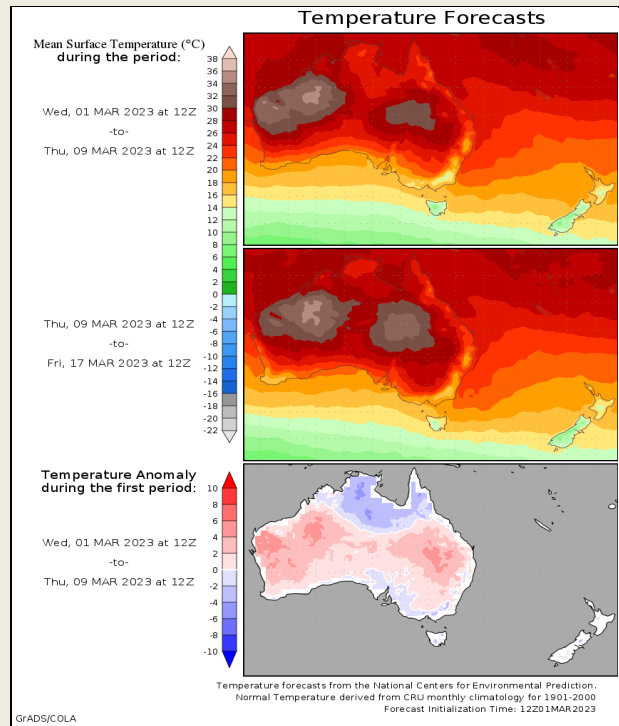 Temperature Forecasts
Mean Surface Temperature (°C)
during the period:
Wed, 01 MAR 2023 at 12Z
-to-
Thu, 09 MAR 2023 at 12Z
38
36
34
32
30
28
26
24
22
20
18
16
14
12
10
8
6
4
2
0
-2
-4
-6
-8
-10
-12
-14
-16
-18
-20
-22
Thu, 09 MAR 2023 at 12Z
-to-
Fri, 17 MAR 2023 at 12Z
Temperature Anomaly
during the first period:
Wed, 01 MAR 2023 at 12Z
-to-
Thu, 09 MAR 2023 at 12Z
10
8
6
4
2
0
-2
-4
-6
-8
-10
Temperature forecasts from the National Centers for Environmental Prediction.
Normal Temperature derived from CRU monthly climatology for 1901-2000
Forecast Initialization Time: 12Z01MAR2023
GrADS/COLA